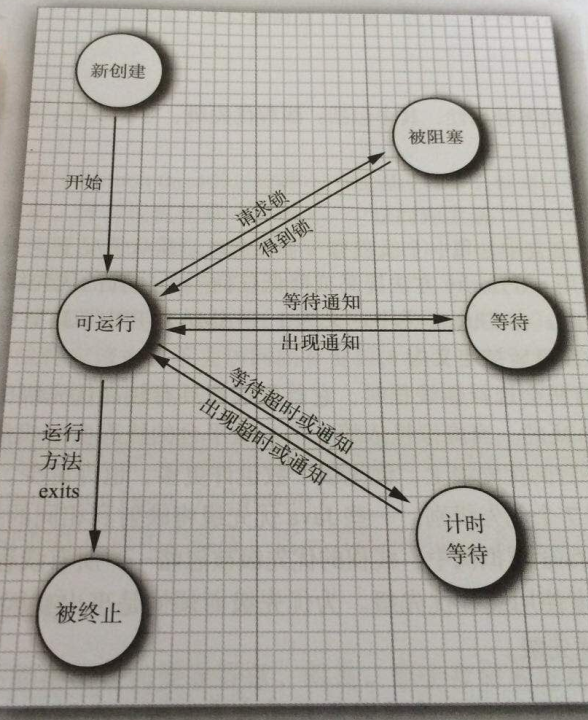 新创建
被阻塞
开始
请求锁
得到锁
可运行
等待通知
出现通知
等待
等待超时或通知
出现超时或通知
运行
方法
exits
计时
等待
被终止